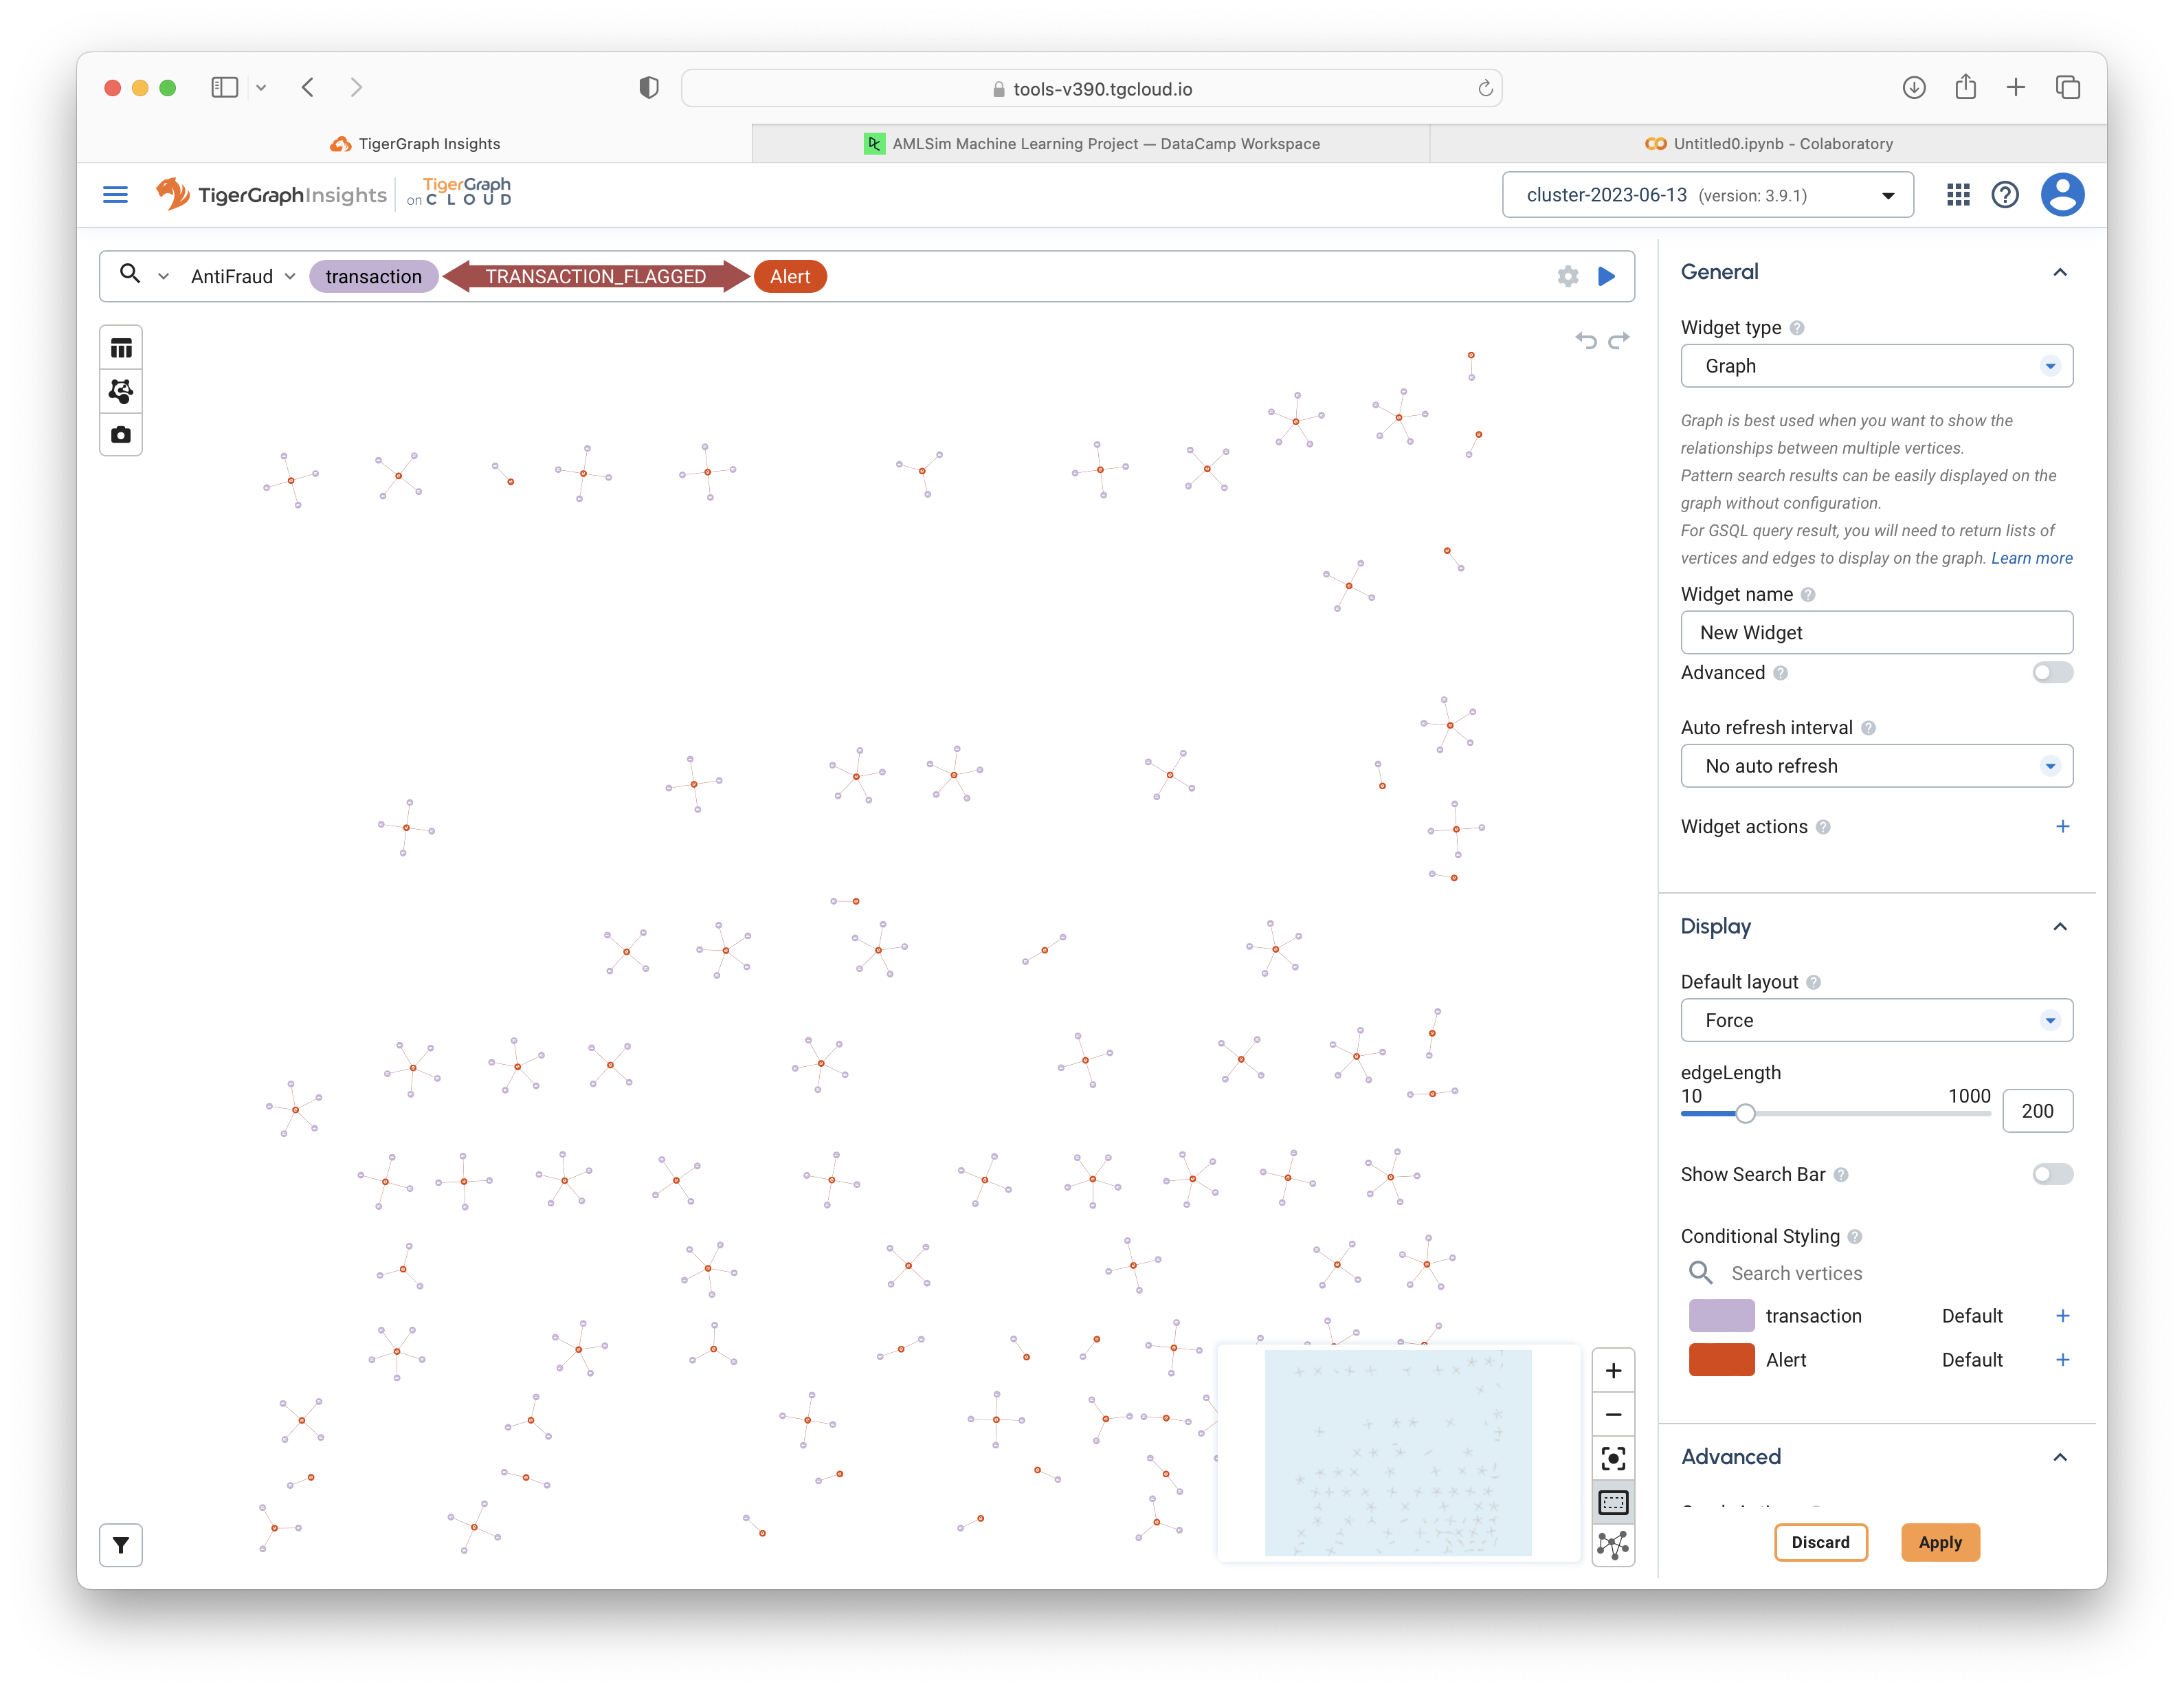 tools-v390.tgcloud.io
TigerGraph Insights
AMLSim Machine Learning Project — DataCamp Workspace
Untitled0.ipynb - Colaboratory
TigerGraphInsights
TigerGraph
on CLOUD
cluster-2023-06-13 (version: 3.9.1)
AntiFraud
transaction
TRANSACTION_FLAGGED
Alert
General
Widget type
Graph
Graph is best used when you want to show the
relationships between multiple vertices.
Pattern search results can be easily displayed on the
graph without configuration.
For GSQL query result, you will need to return lists of
vertices and edges to display on the graph. Learn more
Widget name
New Widget
Advanced
Auto refresh interval
No auto refresh
Widget actions
Display
Default layout
Force
edgeLength
10
1000
200
Show Search Bar
Conditional Styling
Search vertices
transaction Default
Alert Default
Advanced
Discard
Apply